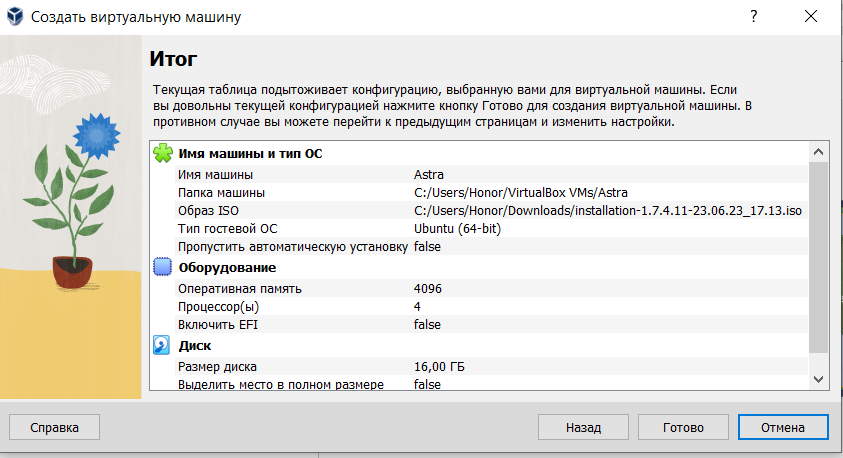 Создать виртуальную машину
?
Итог
Текущая таблица подытоживает конфигурацию, выбранную вами для виртуальной машины. Если
вы довольны текущей конфигурацией нажмите кнопку Готово для создания виртуальной машины. В
противном случае вы можете перейти к предыдущим страницам и изменить настройки.
Имя машины и тип ОС
Имя машины Astra
Папка машины C:/Users/Honor/VirtualBox VMs/Astra
Образ ISO C:/Users/Honor/Downloads/installation-1.7.4.11-23.06.23_17.13.iso
Тип гостевой ОС Ubuntu (64-bit)
Пропустить автоматическую установку false
Оборудование
Оперативная память 4096
Процессор(ы) 4
Включить EFI false
Диск
Размер диска 16,00 ГБ
Выделить место в полном размере false
Справка Назад Готово Отмена